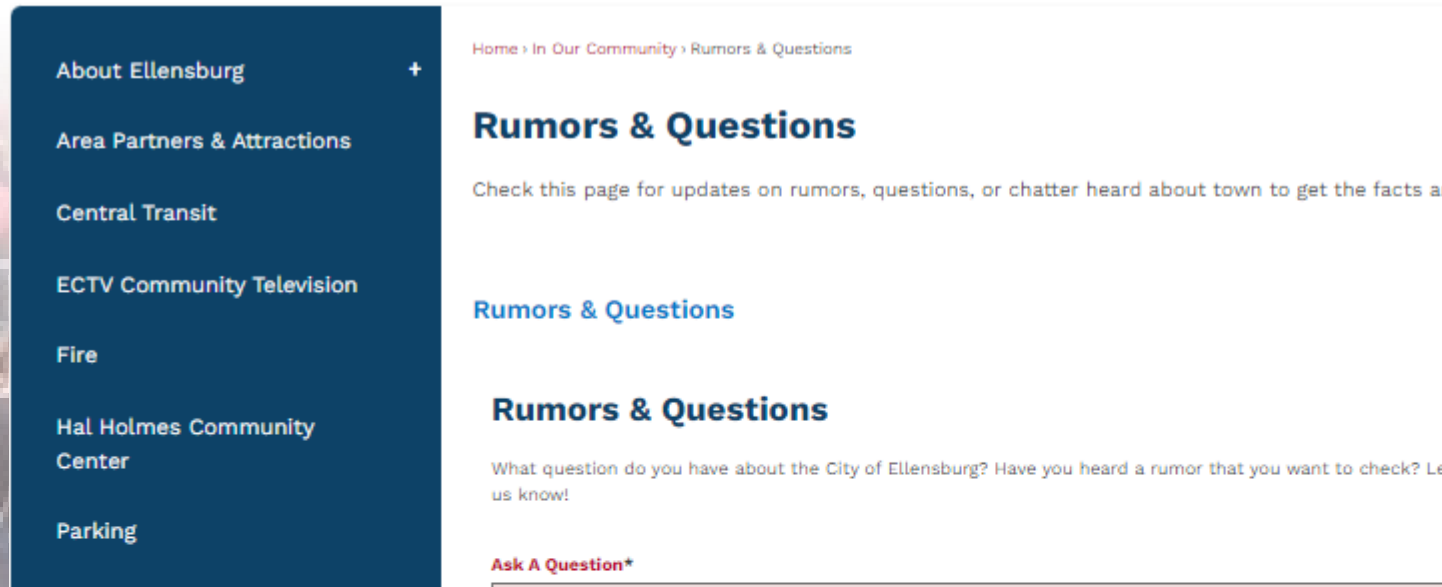 About Ellensburg +
Area Partners & Attractions
Central Transit
ECTV Community Television
Fire
Hal Holmes Community
Center
Parking
Home › In Our Community › Rumors & Questions
Rumors & Questions
Check this page for updates on rumors, questions, or chatter heard about town to get the facts
Rumors & Questions
Rumors & Questions
What question do you have about the City of Ellensburg? Have you heard a rumor that you want to check?
us know!
Ask A Question*